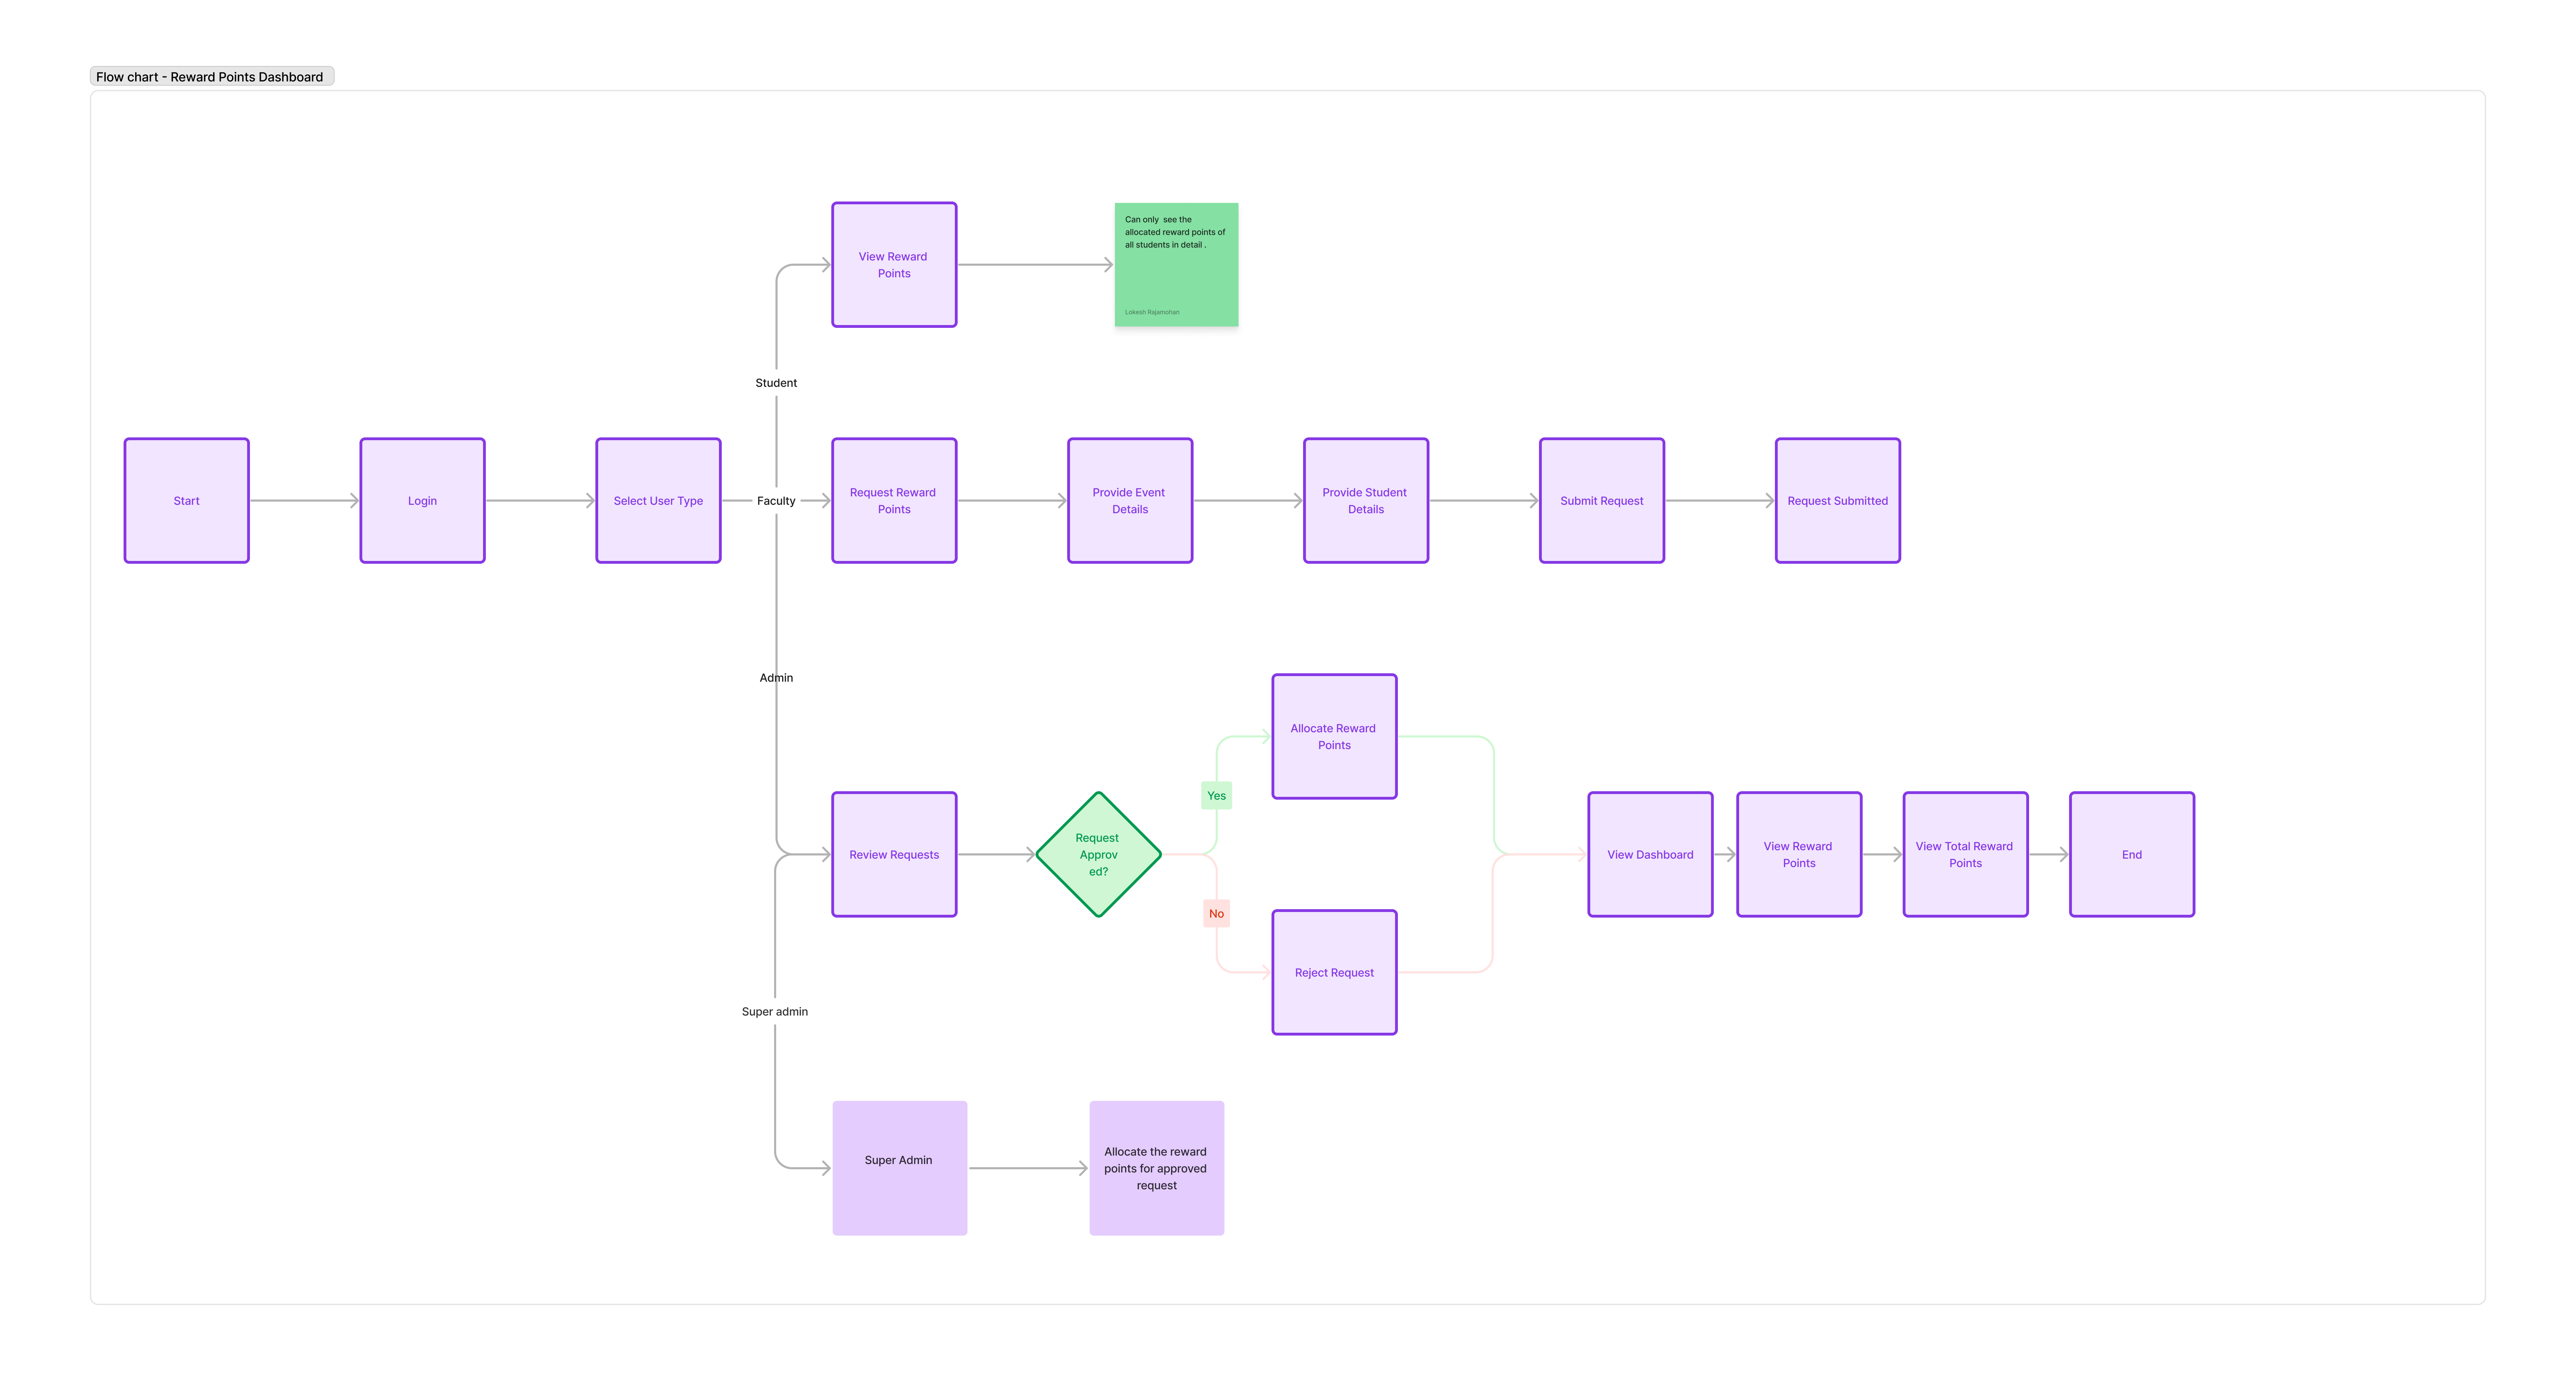 Flow chart - Reward Points Dashboard
View Reward
Points
Can only  see the
allocated reward points of
all students in detail .
Lokesh Rajamohan
Student
Start
Login
Select User Type
Faculty
Request Reward
Points
Provide Event
Details
Provide Student
Details
Submit Request
Request Submitted
Admin
Allocate Reward
Points
Yes
Review Requests
Request
Approv
ed?
View Dashboard
View Reward
Points
View Total Reward
Points
End
No
Reject Request
Super admin
Super Admin
Allocate the reward
points for approved
request